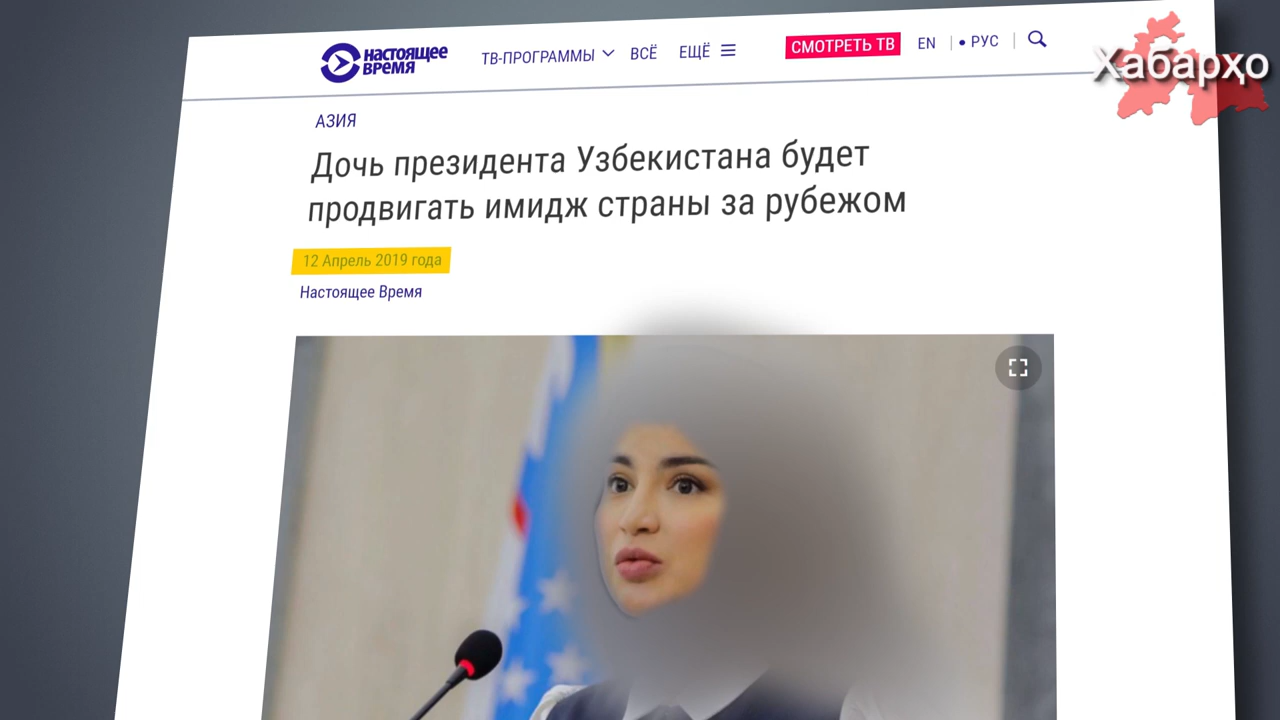 НАСТОЯЩЕЕ
ВРЕМЯ
ТВ-ПРОГРАММЫ ВСЁ ЕЩЁ СМОТРЕТЬ ТВ EN • РУС
Хабарҳо
АЗИЯ
Дочь президента Узбекистана будет
продвигать имидж страны за рубежом
12 Апрель 2019 года
Настоящее Время